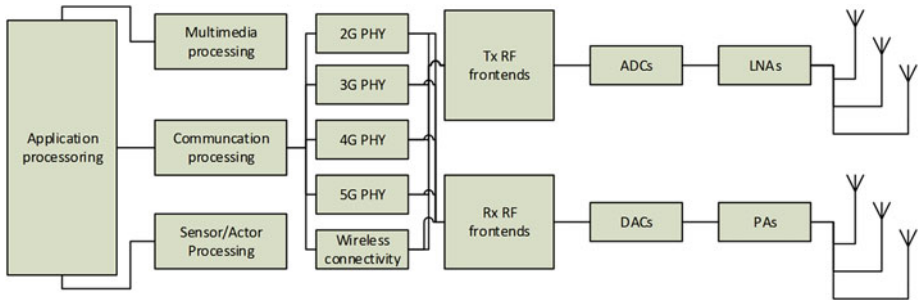 Application
processoring
Multimedia
processing
Communcation
processing
Sensor/Actor
Processing
2G PHY
3G PHY
4G PHY
5G PHY
Wireless
connectivity
Tx RF
frontends
ADCs
LNAs
Rx RF
frontends
DACs
PAs